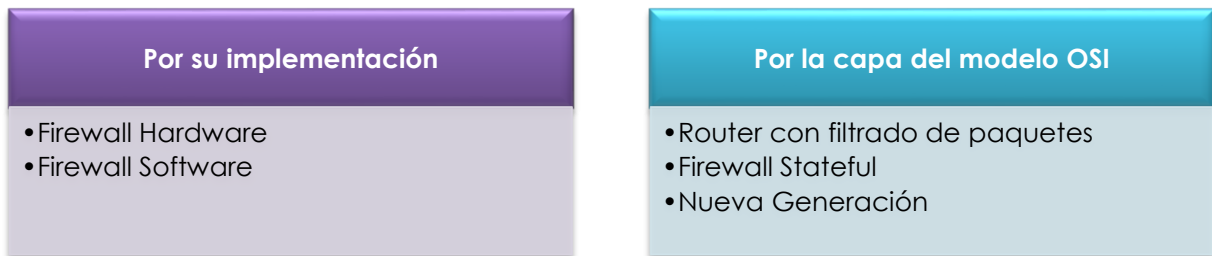 Por su implementación
•Firewall Hardware
•Firewall Software
Por la capa del modelo OSI
•Router con filtrado de paquetes
•Firewall Stateful
•Nueva Generación